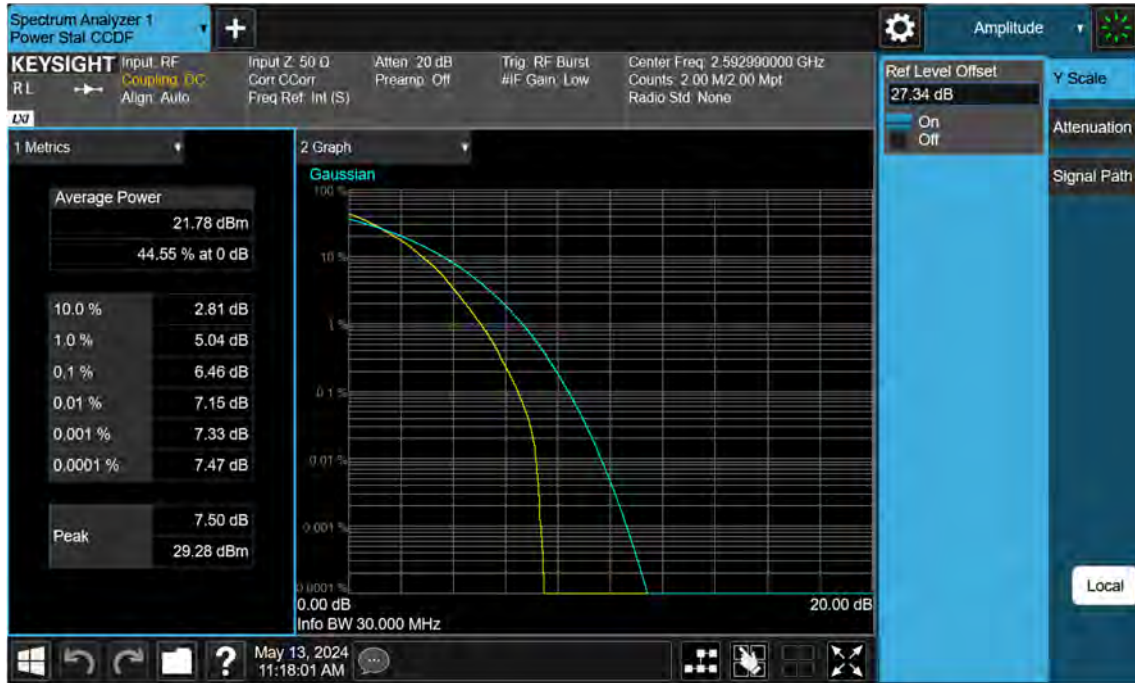 Spectrum Analyzer 1
Power Stat CCDF
+
Amplitude
KEYSIGHT
RL
LXI
Input: RF
Coupling: DC
Align: Auto
Input Z: 50 Ω
Corr CCorr
Freq Ref: Int (S)
Atten: 20 dB
Preamp: Off
Trig: RF Burst
#IF Gain: Low
Center Freq: 2.592990000 GHz
Counts: 2.00 M/2.00 Mpt
Radio Std: None
Ref Level Offset
27.34 dB
On
Off
Y Scale
Attenuation
Signal Path
Local
1 Metrics
Average Power
21.78 dBm
44.55 % at 0 dB
10.0 % 2.81 dB
1.0 % 5.04 dB
0.1 % 6.46 dB
0.01 % 7.15 dB
0.001 % 7.33 dB
0.0001 % 7.47 dB
Peak
7.50 dB
29.28 dBm
2 Graph
Gaussian
100 %
10 %
1 %
0.1 %
0.01 %
0.001 %
0.0001 %
0.00 dB
20.00 dB
Info BW 30.000 MHz
?
May 13, 2024
11:18:01 AM